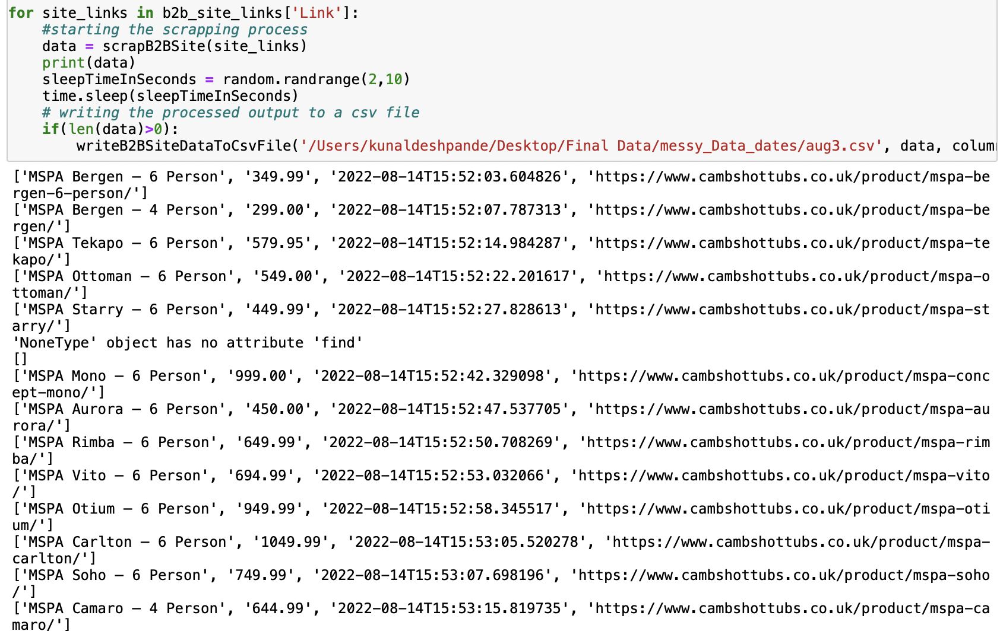 for site_links in b2b_site_links['Link']:
    #starting the scrapping process
    data = scrapB2BSite(site_links)
    print(data)
    sleepTimeInSeconds = random.randrange(2,10)
    time.sleep(sleepTimeInSeconds)
    # writing the processed output to a csv file
    if(len(data)>0):
        writeB2BSiteDataToCsvFile('/Users/kunaldeshpande/Desktop/Final Data/messy_Data_dates/aug3.csv', data, colum
['MSPA Bergen – 6 Person', '349.99', '2022-08-14T15:52:03.604826', 'https://www.cambshottubs.co.uk/product/mspa-be
rgen-6-person/']
['MSPA Bergen – 4 Person', '299.00', '2022-08-14T15:52:07.787313', 'https://www.cambshottubs.co.uk/product/mspa-be
rgen/']
['MSPA Tekapo – 6 Person', '579.95', '2022-08-14T15:52:14.984287', 'https://www.cambshottubs.co.uk/product/mspa-te
kapo/']
['MSPA Ottoman – 6 Person', '549.00', '2022-08-14T15:52:22.201617', 'https://www.cambshottubs.co.uk/product/mspa-o
ttoman/']
['MSPA Starry – 6 Person', '449.99', '2022-08-14T15:52:27.828613', 'https://www.cambshottubs.co.uk/product/mspa-st
arry/']
'NoneType' object has no attribute 'find'
[]
['MSPA Mono – 6 Person', '999.00', '2022-08-14T15:52:42.329098', 'https://www.cambshottubs.co.uk/product/mspa-conc
ept-mono/']
['MSPA Aurora – 6 Person', '450.00', '2022-08-14T15:52:47.537705', 'https://www.cambshottubs.co.uk/product/mspa-au
rora/']
['MSPA Rimba – 6 Person', '649.99', '2022-08-14T15:52:50.708269', 'https://www.cambshottubs.co.uk/product/mspa-rim
ba/']
['MSPA Vito – 6 Person', '694.99', '2022-08-14T15:52:53.032066', 'https://www.cambshottubs.co.uk/product/mspa-vito
/']
['MSPA Otium – 6 Person', '949.99', '2022-08-14T15:52:58.345517', 'https://www.cambshottubs.co.uk/product/mspa-oti
um/']
['MSPA Carlton – 6 Person', '1049.99', '2022-08-14T15:53:05.520278', 'https://www.cambshottubs.co.uk/product/mspa-
carlton/']
['MSPA Soho – 6 Person', '749.99', '2022-08-14T15:53:07.698196', 'https://www.cambshottubs.co.uk/product/mspa-soho
/']
['MSPA Camaro – 4 Person', '644.99', '2022-08-14T15:53:15.819735', 'https://www.cambshottubs.co.uk/product/mspa-ca
maro/']